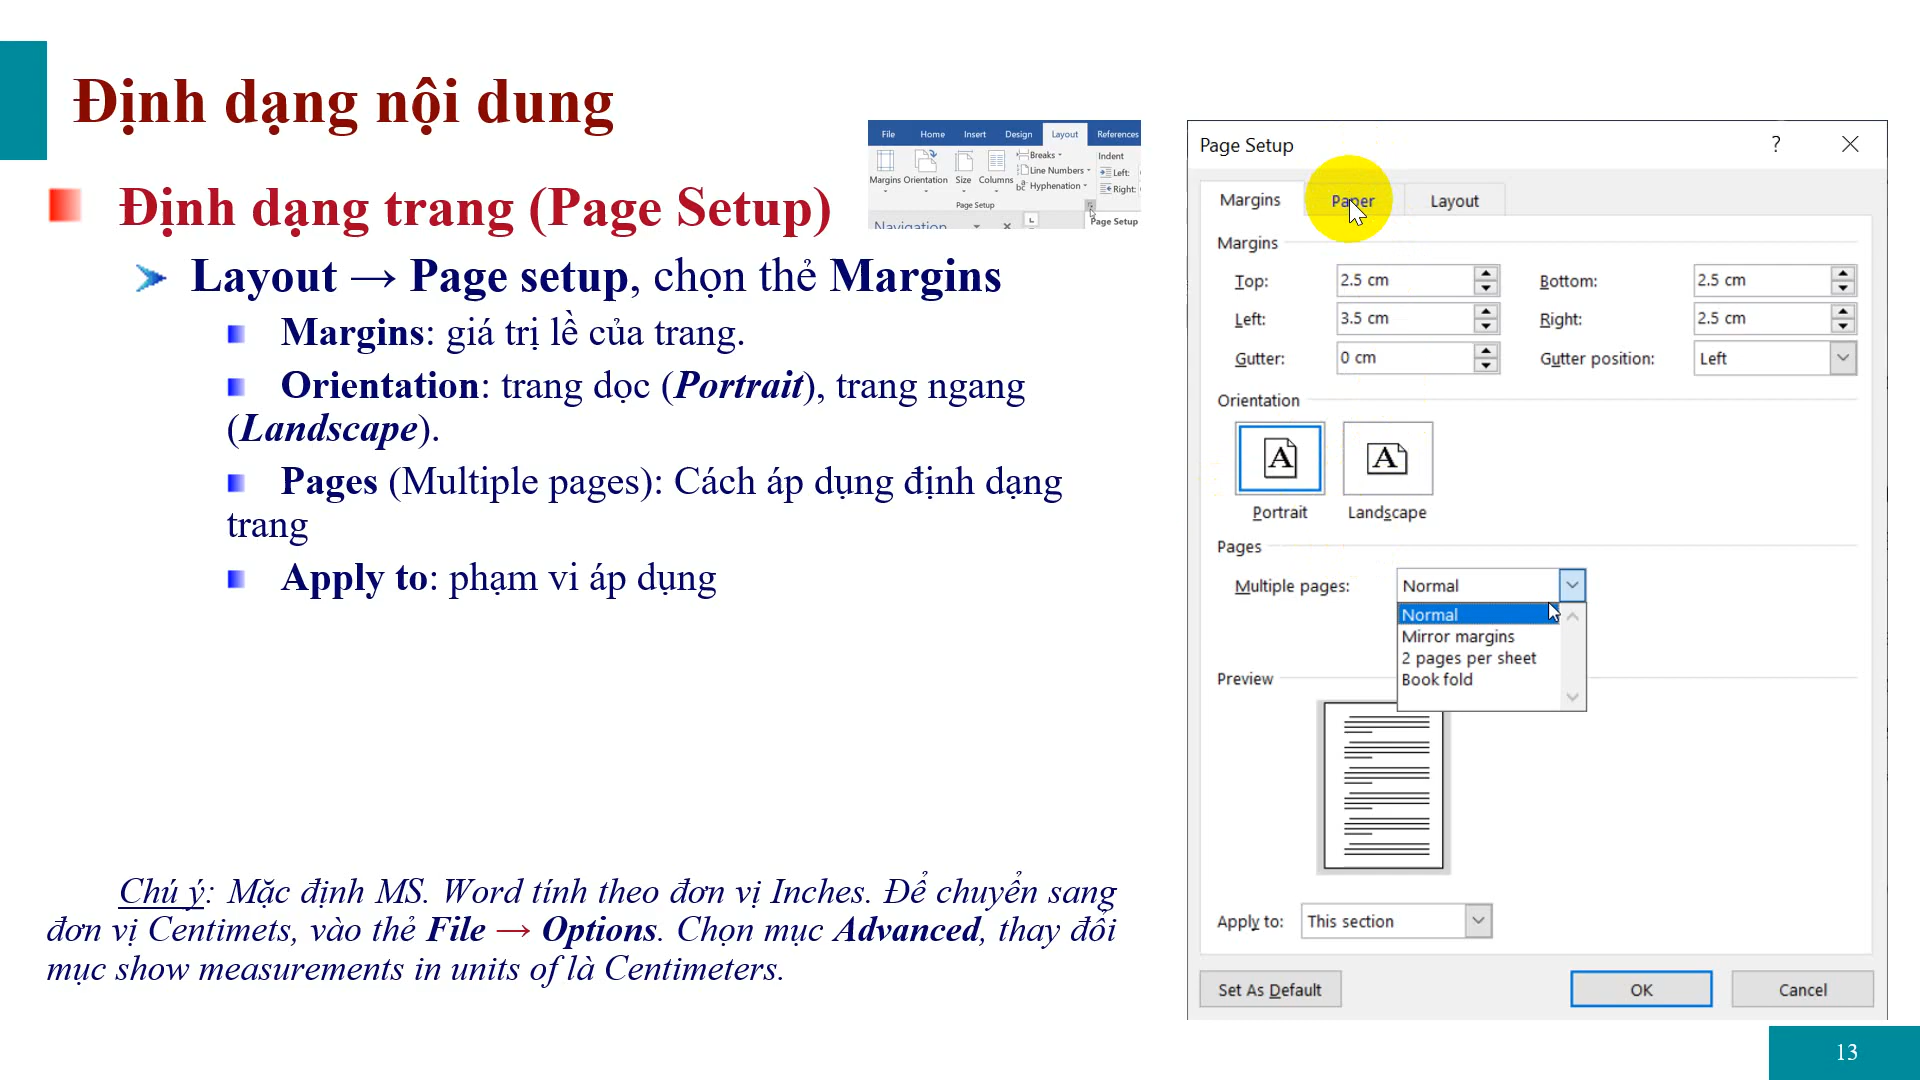 Định dạng nội dung
Định dạng trang (Page Setup)
Layout → Page setup, chọn thẻ Margins
Margins: giá trị lề của trang.
Orientation: trang dọc (Portrait), trang ngang
(Landscape).
Pages (Multiple pages): Cách áp dụng định dạng
trang
Apply to: phạm vi áp dụng
Chú ý: Mặc định MS. Word tính theo đơn vị Inches. Để chuyển sang
đơn vị Centimets, vào thẻ File → Options. Chọn mục Advanced, thay đổi
mục show measurements in units of là Centimeters.
File Home Insert Design Layout References
Margins Orientation Size Columns
Breaks
Line Numbers
Hyphenation
Indent
Left:
Right:
Page Setup
Navigation
Page Setup
Page Setup ?
Margins Paper Layout
Margins
Top: 2.5 cm Bottom: 2.5 cm
Left: 3.5 cm Right: 2.5 cm
Gutter: 0 cm Gutter position: Left
Orientation
A A
Portrait Landscape
Pages
Multiple pages: Normal
Normal
Mirror margins
2 pages per sheet
Book fold
Preview
Apply to: This section
Set As Default OK Cancel
13